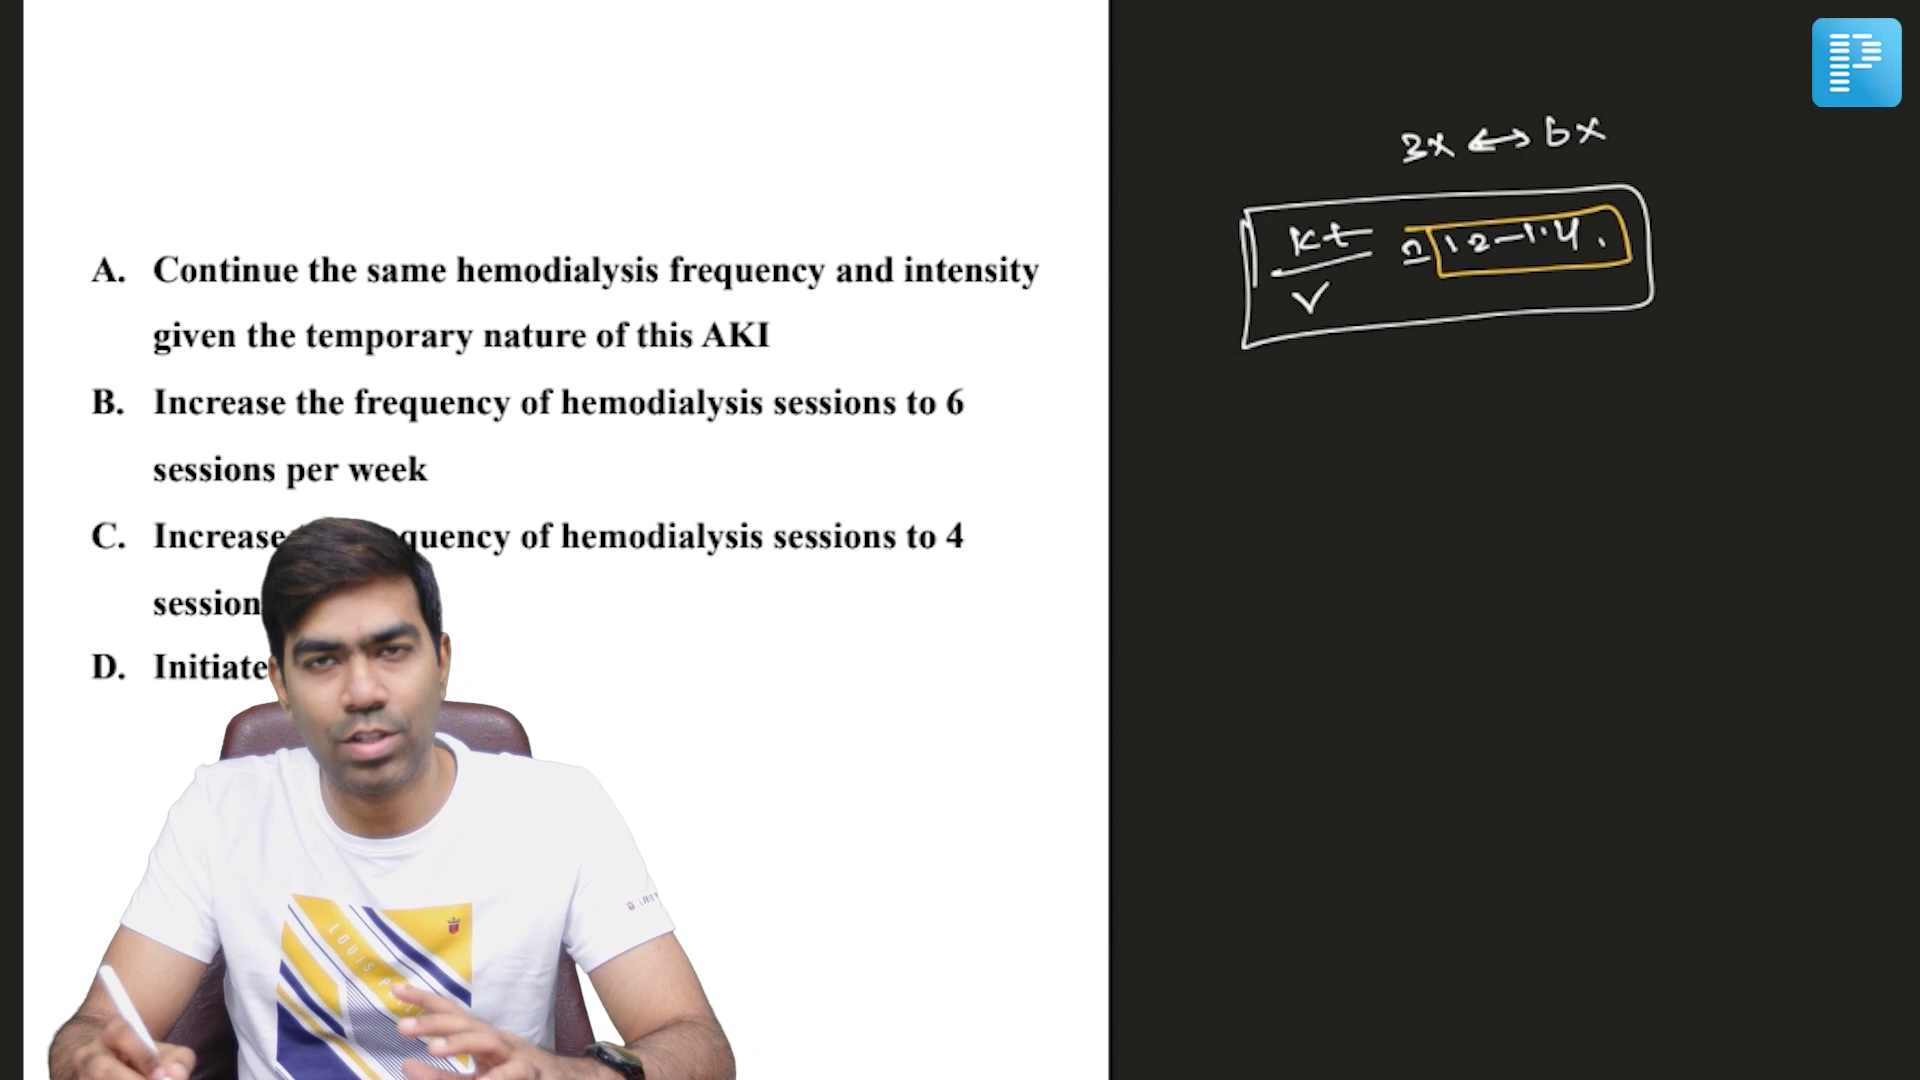 A. Continue the same hemodialysis frequency and intensity
given the temporary nature of this AKI
B. Increase the frequency of hemodialysis sessions to 6
sessions per week
C. Increase quency of hemodialysis sessions to 4
session
D. Initiate
3x ↔ 6x
Kt
V
1.2-1.4.
LOUIS P